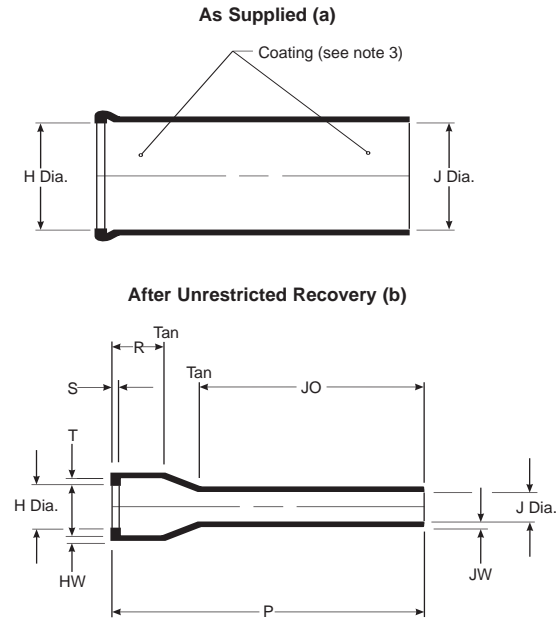 As Supplied (a)
Coating (see note 3)
H Dia.
J Dia.
After Unrestricted Recovery (b)
Tan
R
Tan
S
JO
T
H Dia.
J Dia.
HW
JW
P